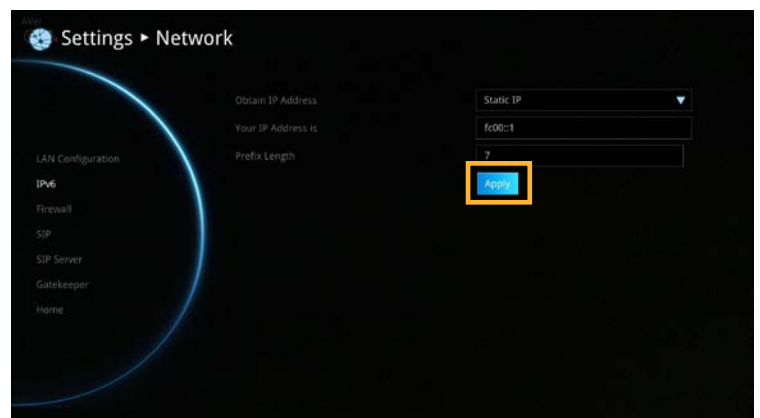 AVer
Settings ▸ Network
Obtain IP Address Static IP
Your IP Address is fc00::1
Prefix Length 7
Apply
LAN Configuration
IPv6
Firewall
SIP
SIP Server
Gatekeeper
Home